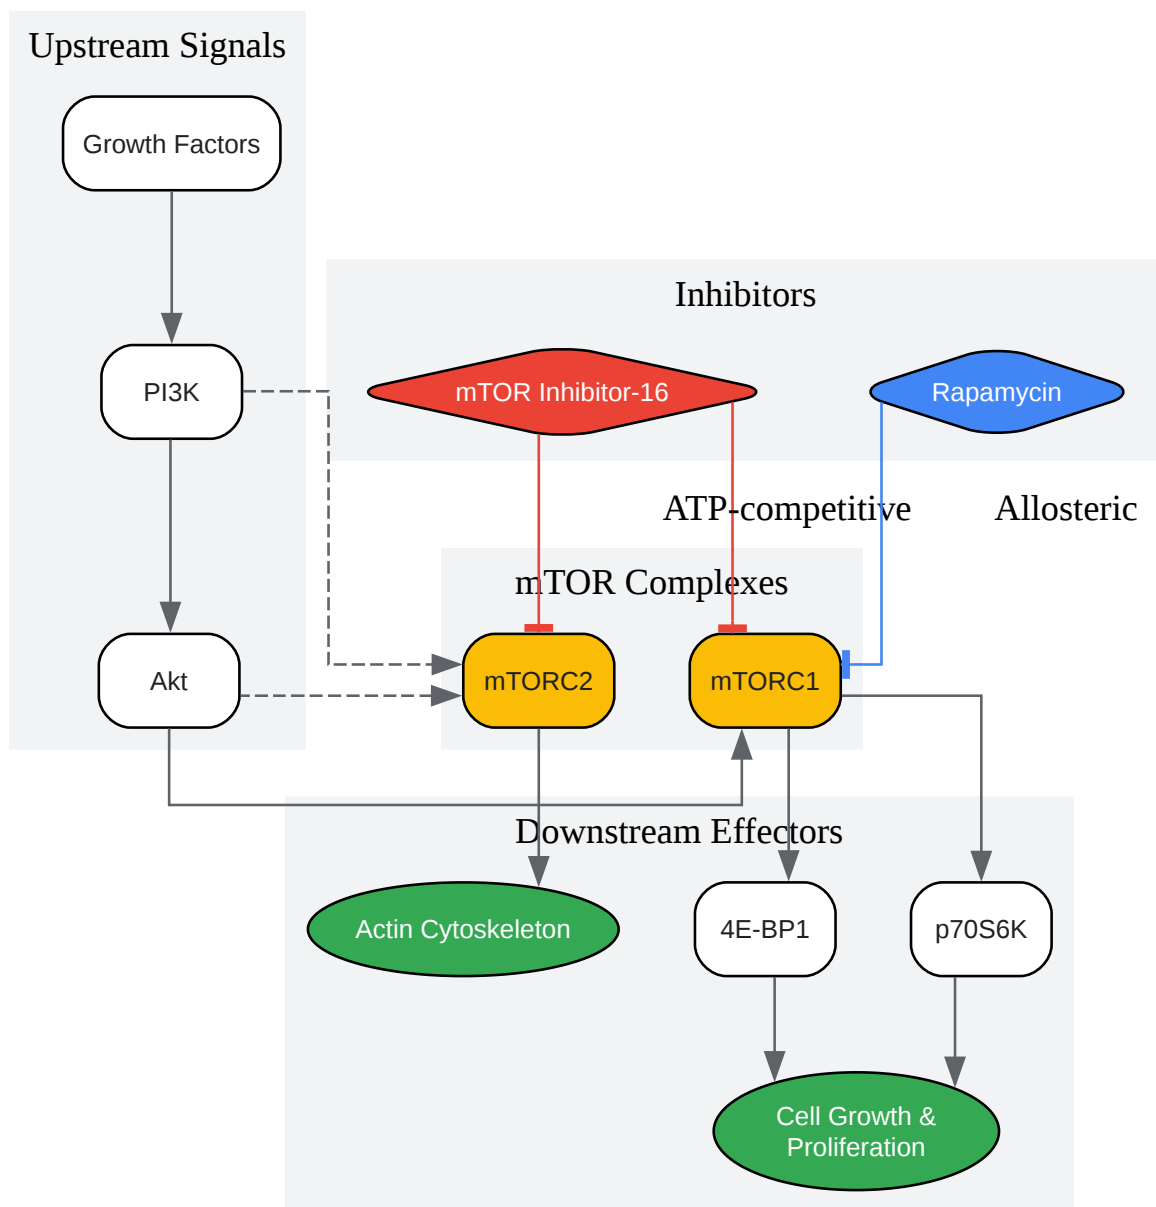 Upstream Signals
Growth Factors
Inhibitors
PI3K
mTOR Inhibitor-16
Rapamycin
ATP-competitive
Allosteric
mTOR Complexes
Akt
mTORC2
mTORC1
Downstream Effectors
Actin Cytoskeleton
4E-BP1
p70S6K
Cell Growth &
Proliferation